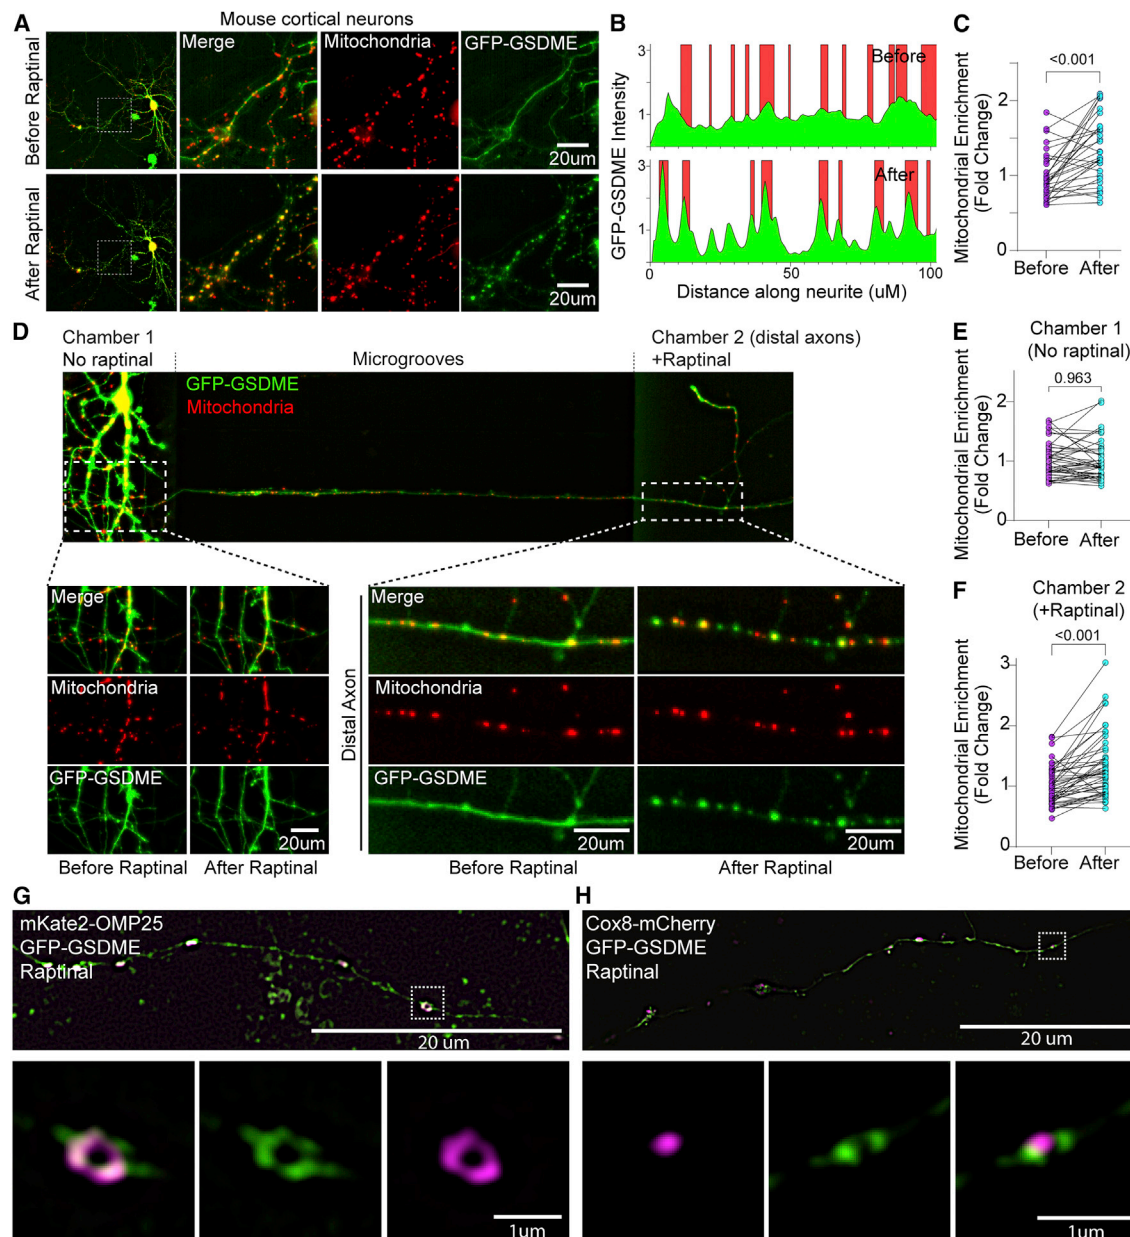 A
Mouse cortical neurons
Before Raptinal
Merge
Mitochondria
GFP-GSDME
20um
After Raptinal
20um
B
GFP-GSDME Intensity
3
1
Before
3
1
After
0
50
100
Distance along neurite (uM)
C
<0.001
Mitochondrial Enrichment
(Fold Change)
2
1
0
Before After
D
Chamber 1
No raptinal
Microgrooves
Chamber 2 (distal axons)
+Raptinal
GFP-GSDME
Mitochondria
Merge
Mitochondria
GFP-GSDME
20um
Before Raptinal
After Raptinal
Distal Axon
Merge
Mitochondria
GFP-GSDME
20um
20um
Before Raptinal
After Raptinal
E
Chamber 1
(No raptinal)
0.963
Mitochondrial Enrichment
(Fold Change)
2
1
0
Before After
F
Chamber 2
(+Raptinal)
<0.001
Mitochondrial Enrichment
(Fold Change)
3
2
1
0
Before After
G
mKate2-OMP25
GFP-GSDME
Raptinal
20 um
1um
H
Cox8-mCherry
GFP-GSDME
Raptinal
20 um
1um